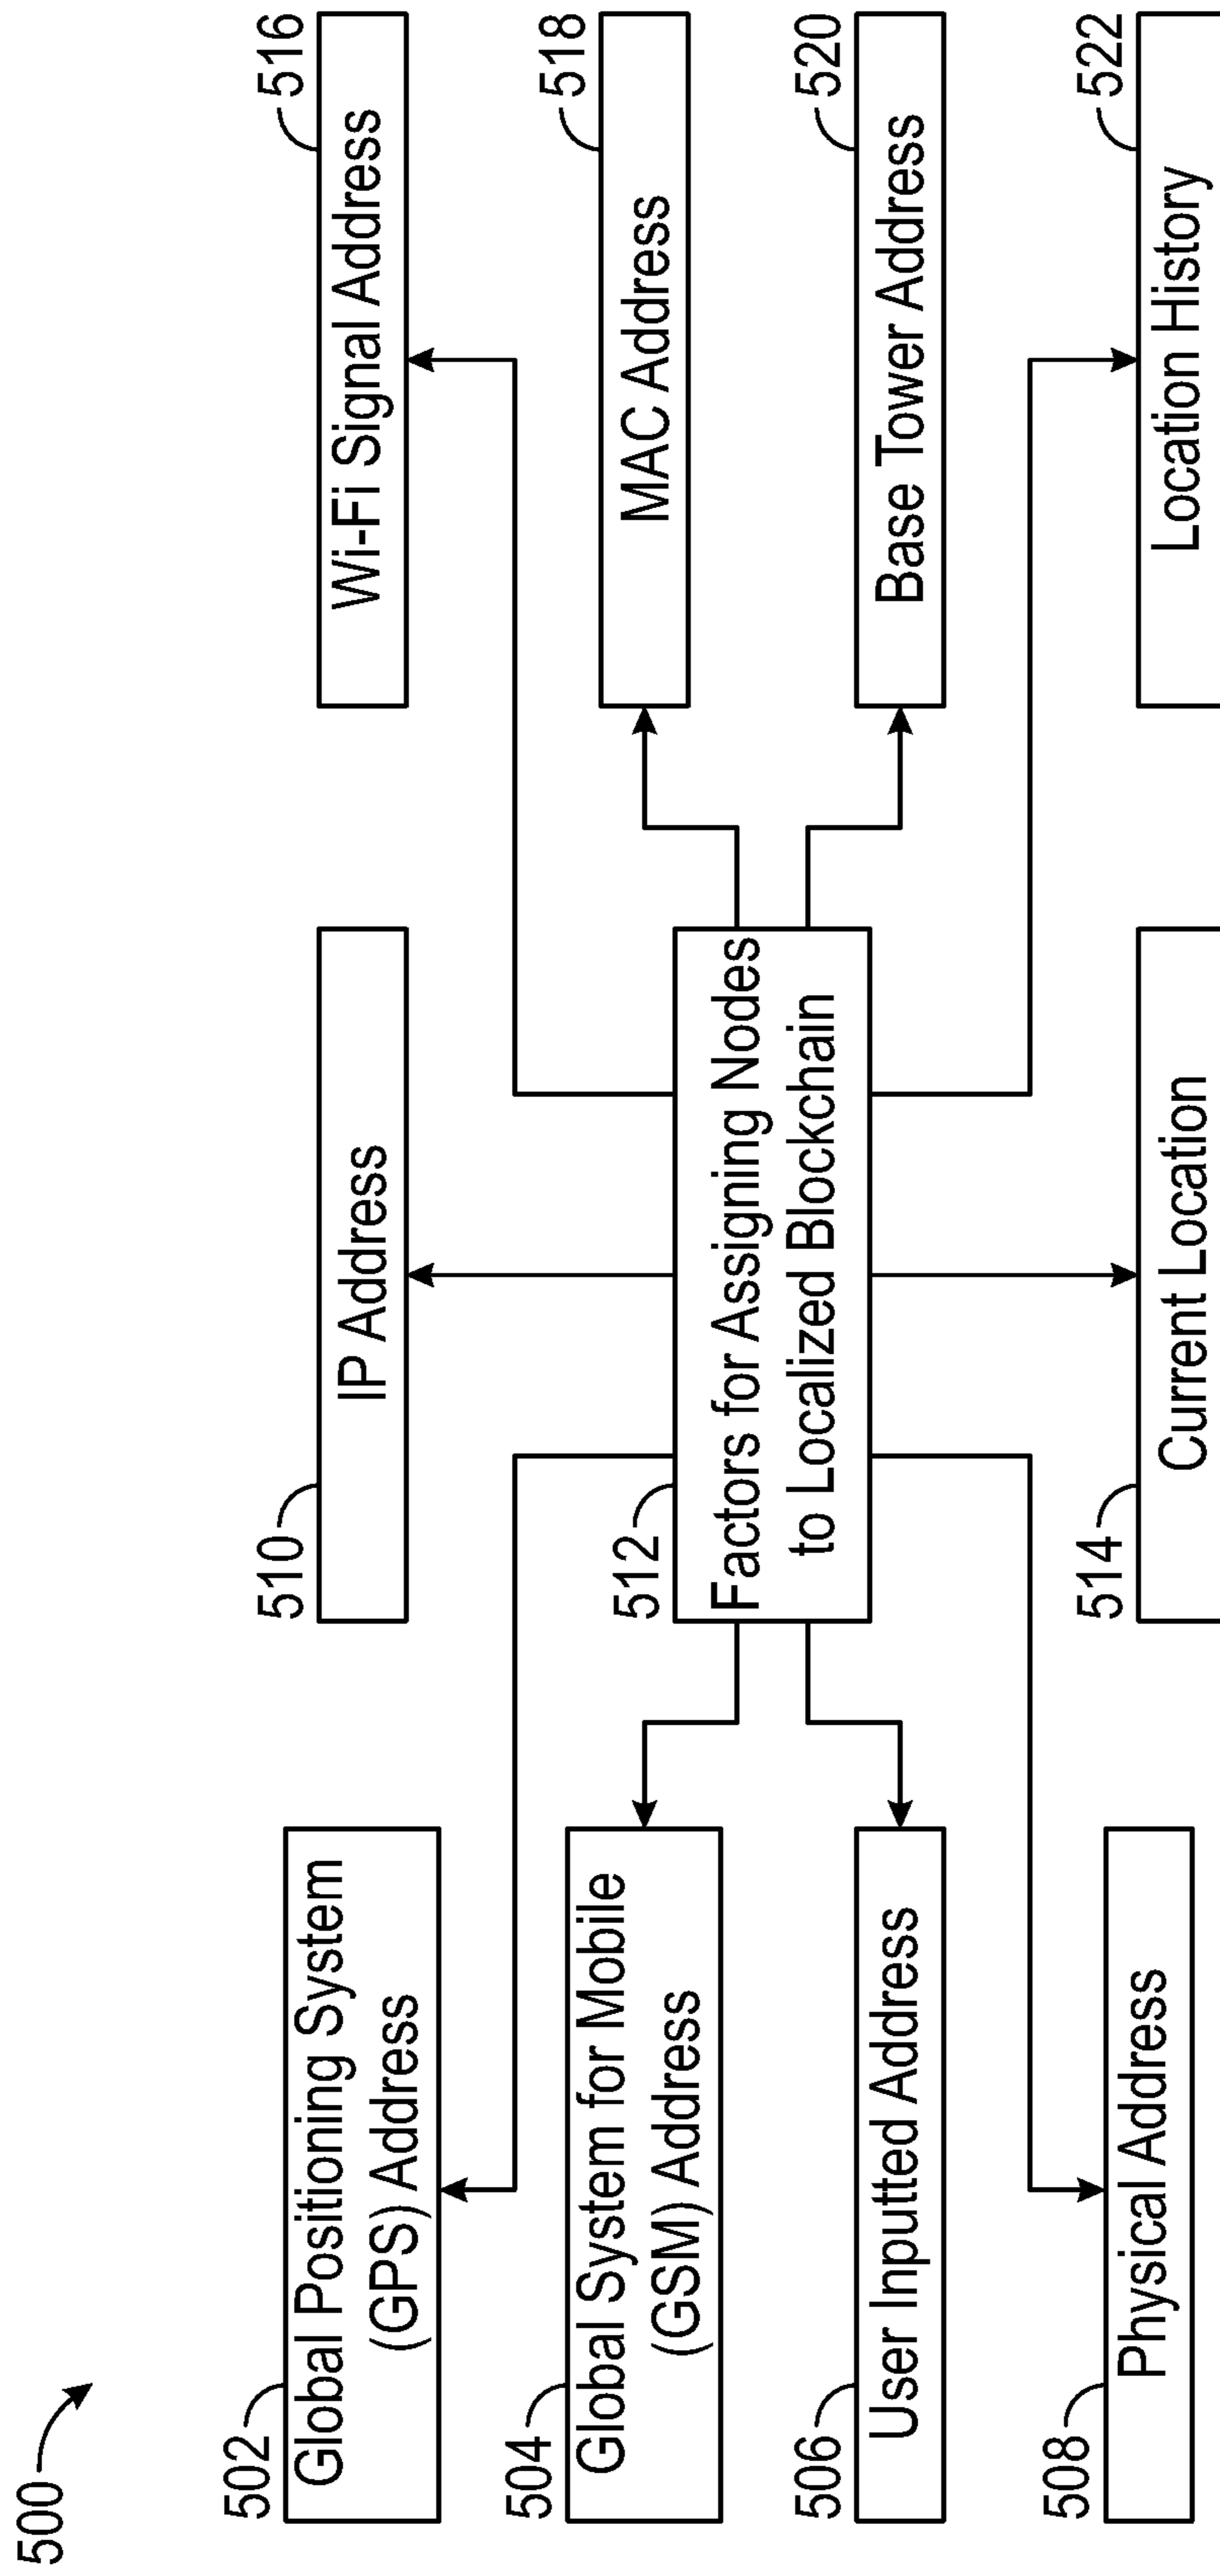 500
502
Global Positioning System
(GPS) Address
504
Global System for Mobile
(GSM) Address
506
User Inputted Address
508
Physical Address
510
IP Address
512
Factors for Assigning Nodes
to Localized Blockchain
514
Current Location
516
Wi-Fi Signal Address
518
MAC Address
520
Base Tower Address
522
Location History